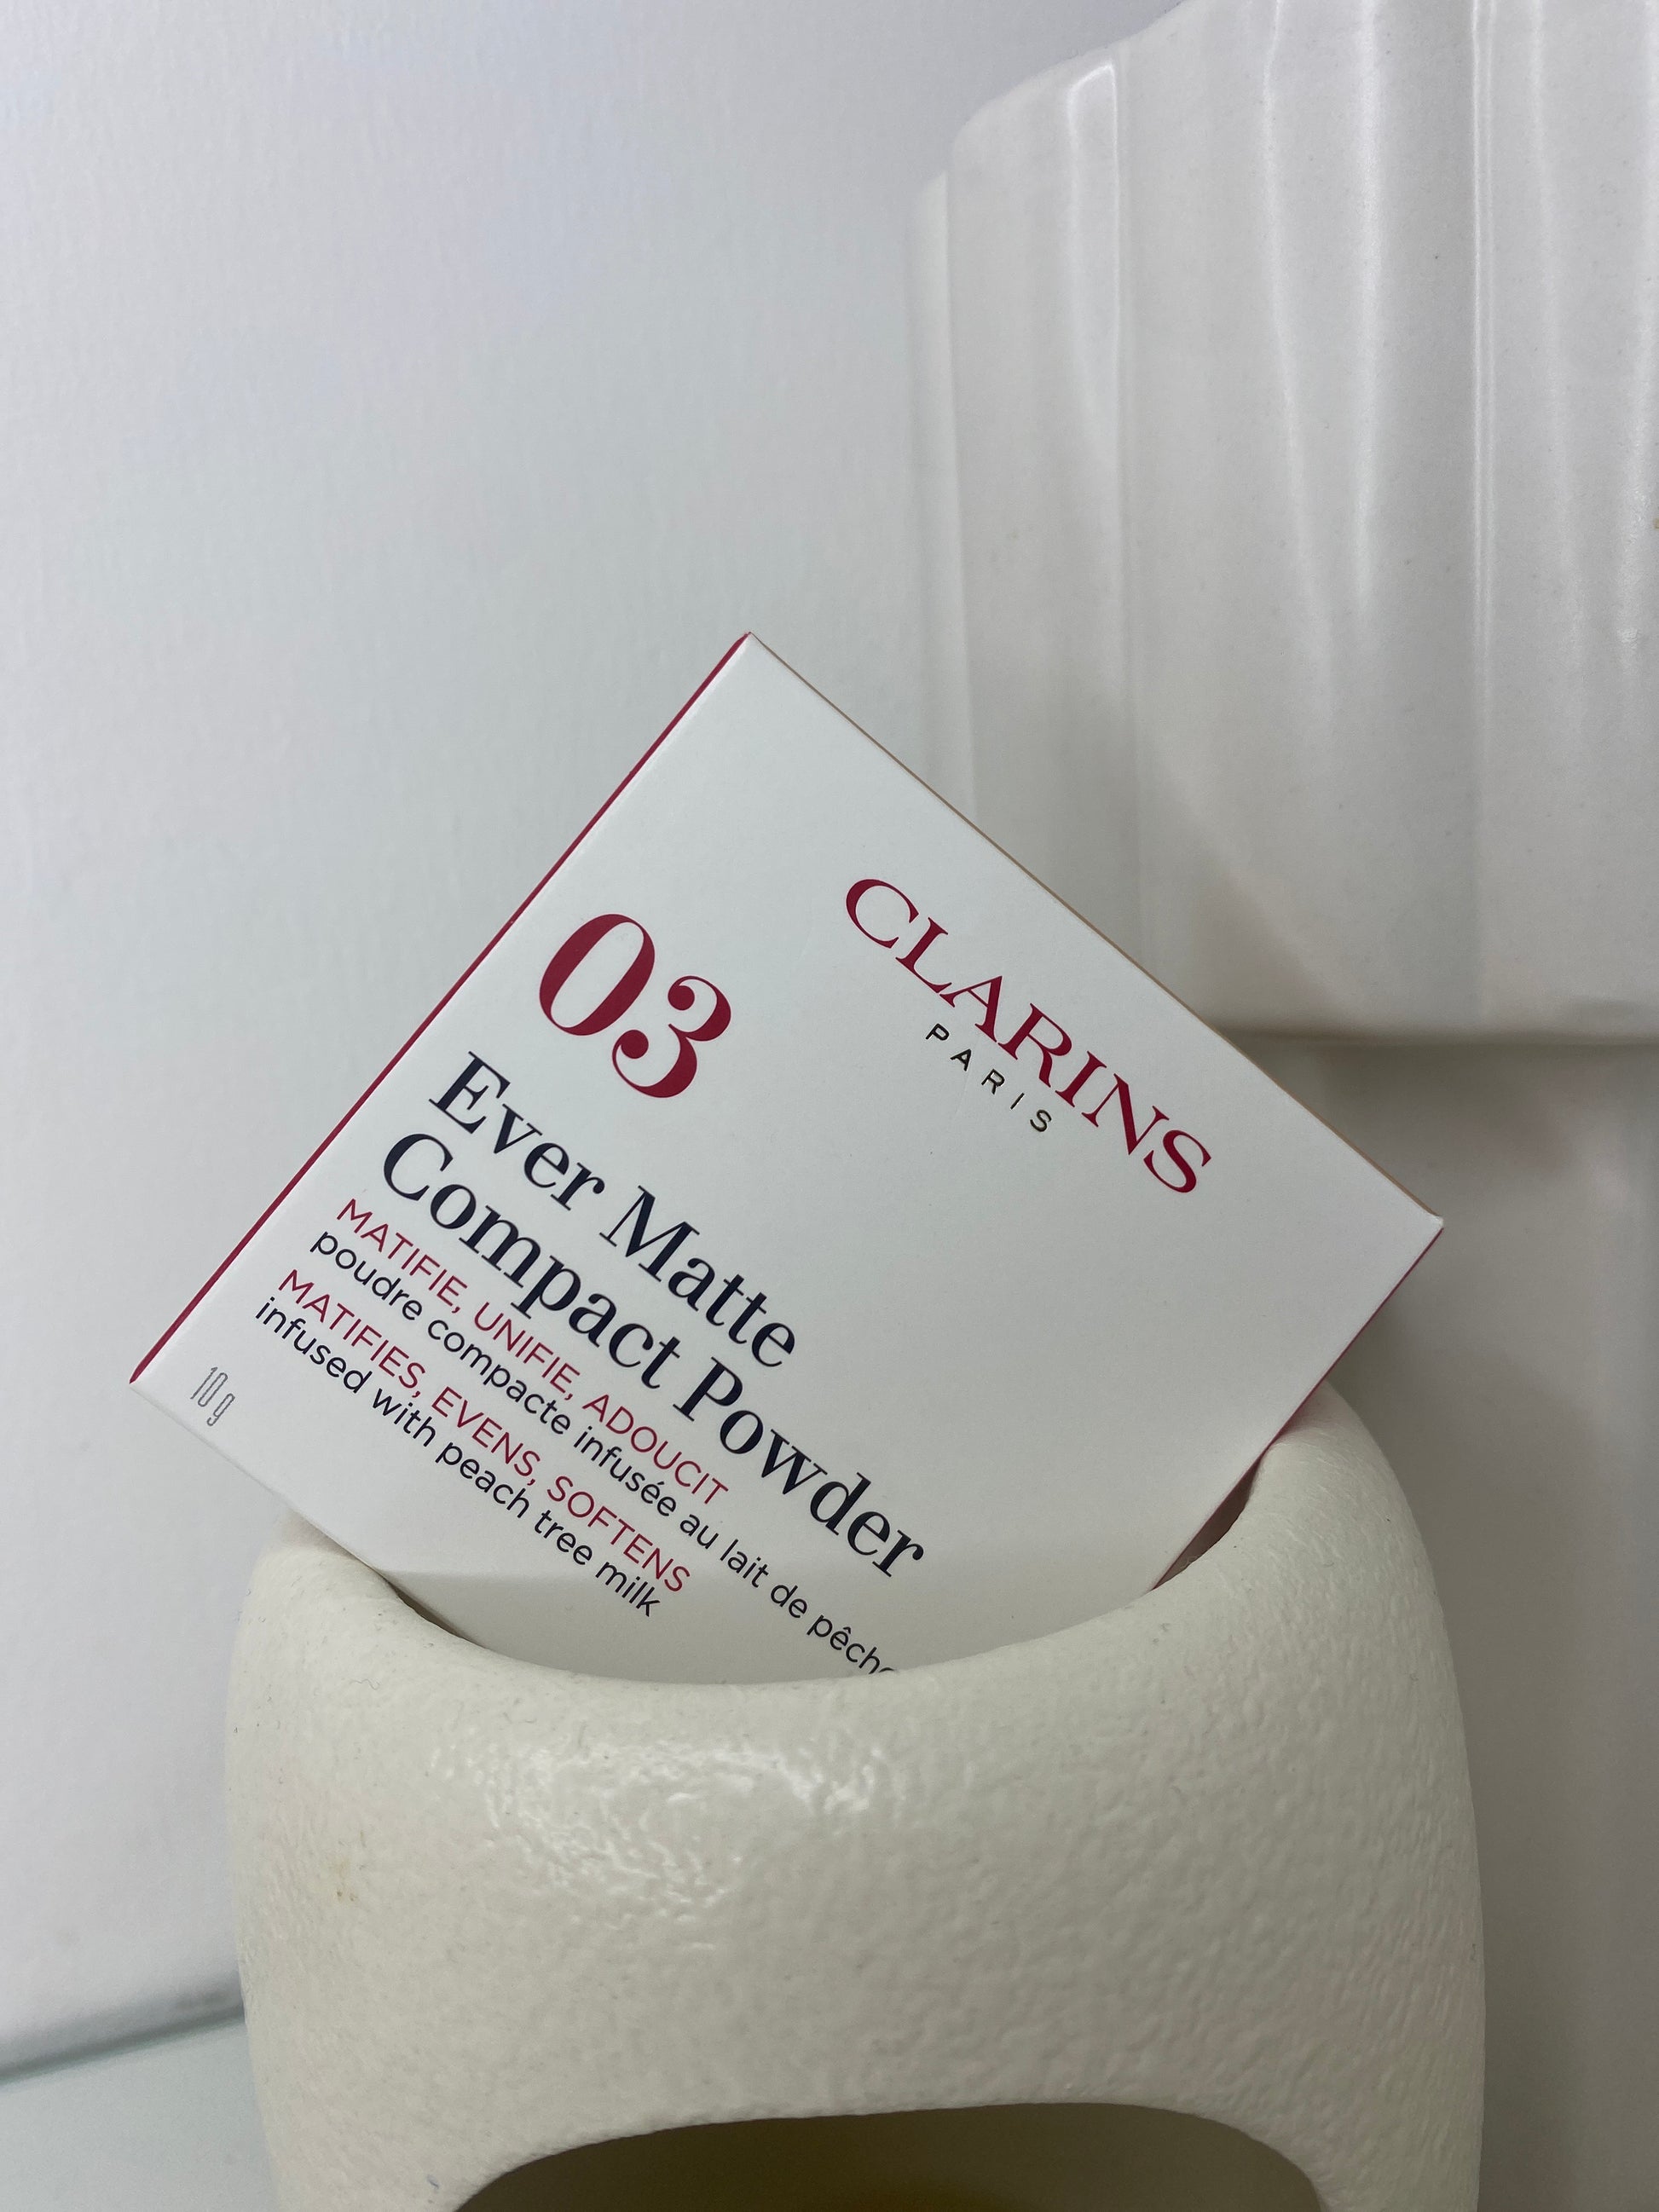 CLARINS
PARIS
03
Ever Matte
Compact Powder
MATIFIE, UNIFIE, ADOUCIT
poudre compacte infusée au lait de pêche
MATIFIES, EVENS, SOFTENS
infused with peach tree milk
10 g